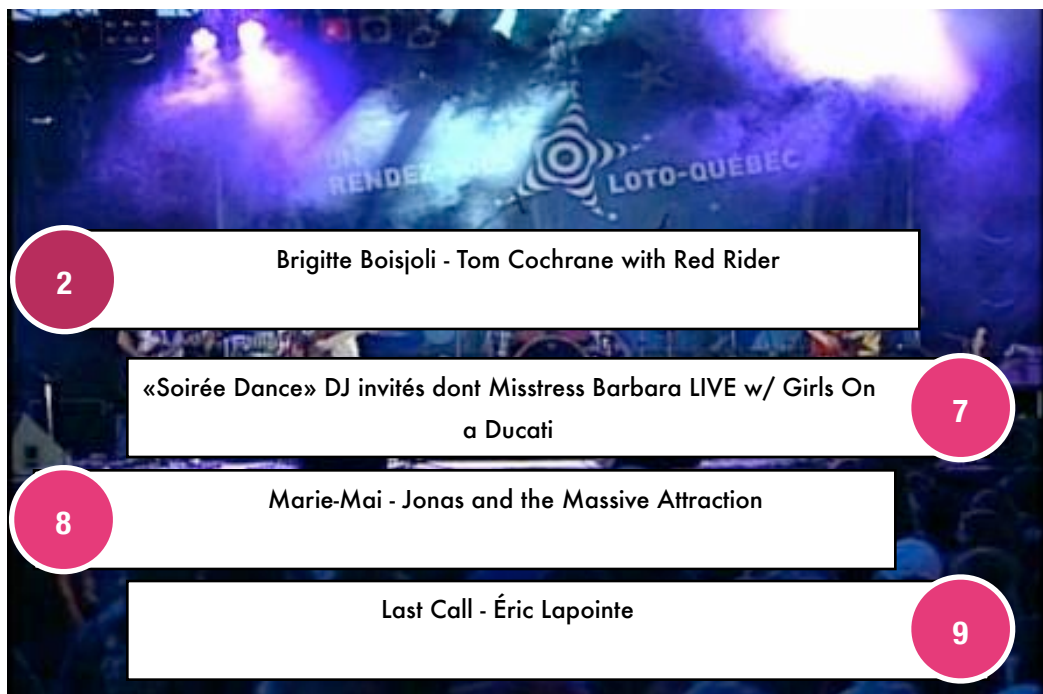 RENDEZ
LOTO-QUÉBEC
2
Brigitte Boisjoli - Tom Cochrane with Red Rider
«Soirée Dance» DJ invités dont Misstress Barbara LIVE w/ Girls On
a Ducati
7
8
Marie-Mai - Jonas and the Massive Attraction
Last Call - Éric Lapointe
9